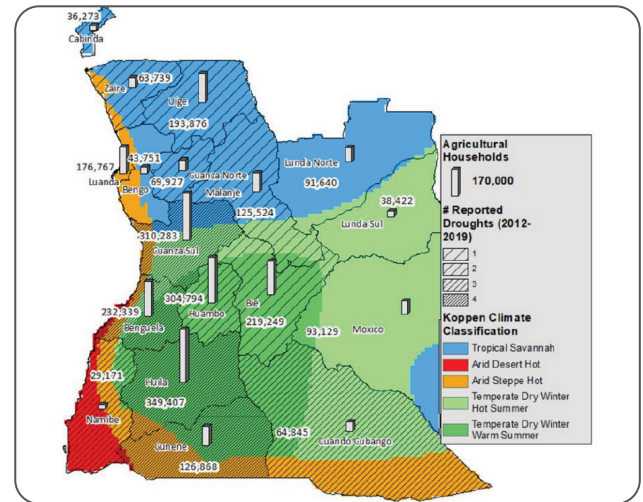 36,273
Cabinda
63,739
Zaire
Uige
193,876
43,751
176,767
Luanda
Bengo
69,927
Cuanza Norte
Malanje
Lunda Norte
91,640
125,524
38,422
Lunda Sul
310,283
Cuanza Sul
304,794
Huambo
Bié
219,249
232,339
Benguela
93,129
Moxico
29,171
Huíla
349,407
Namibe
Cunene
126,868
64,845
Cuando Cubango
Agricultural
Households
170,000
# Reported
Droughts (2012-
2019)
1
2
3
4
Koppen Climate
Classification
Tropical Savannah
Arid Desert Hot
Arid Steppe Hot
Temperate Dry Winter
Hot Summer
Temperate Dry Winter
Warm Summer